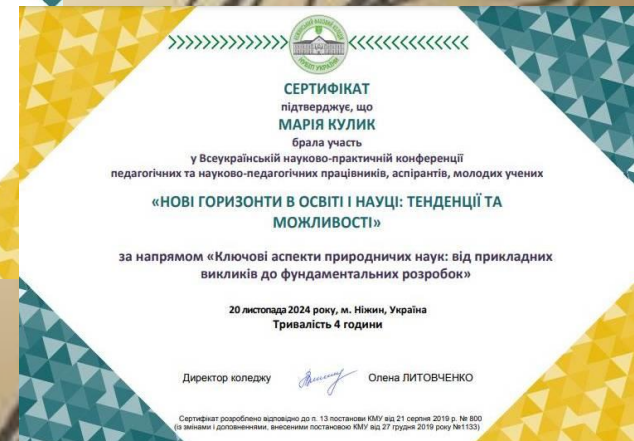 СЕРТИФІКАТ
підтверджує, що
МАРІЯ КУЛИК
брала участь
у Всеукраїнській науково-практичній конференції
педагогічних та науково-педагогічних працівників, аспірантів, молодих учених
«НОВІ ГОРИЗОНТИ В ОСВІТІ І НАУЦІ: ТЕНДЕНЦІЇ ТА
МОЖЛИВОСТІ»
за напрямом «Ключові аспекти природничих наук: від прикладних
викликів до фундаментальних розробок»
20 листопада 2024 року, м. Ніжин, Україна
Тривалість 4 години
Директор коледжу Олена ЛИТОВЧЕНКО
Сертифікат розроблено відповідно до п. 13 постанови КМУ від 21 серпня 2019 р. № 800
(із змінами і доповненнями, внесеними постановою КМУ від 27 грудня 2019 року №1133)